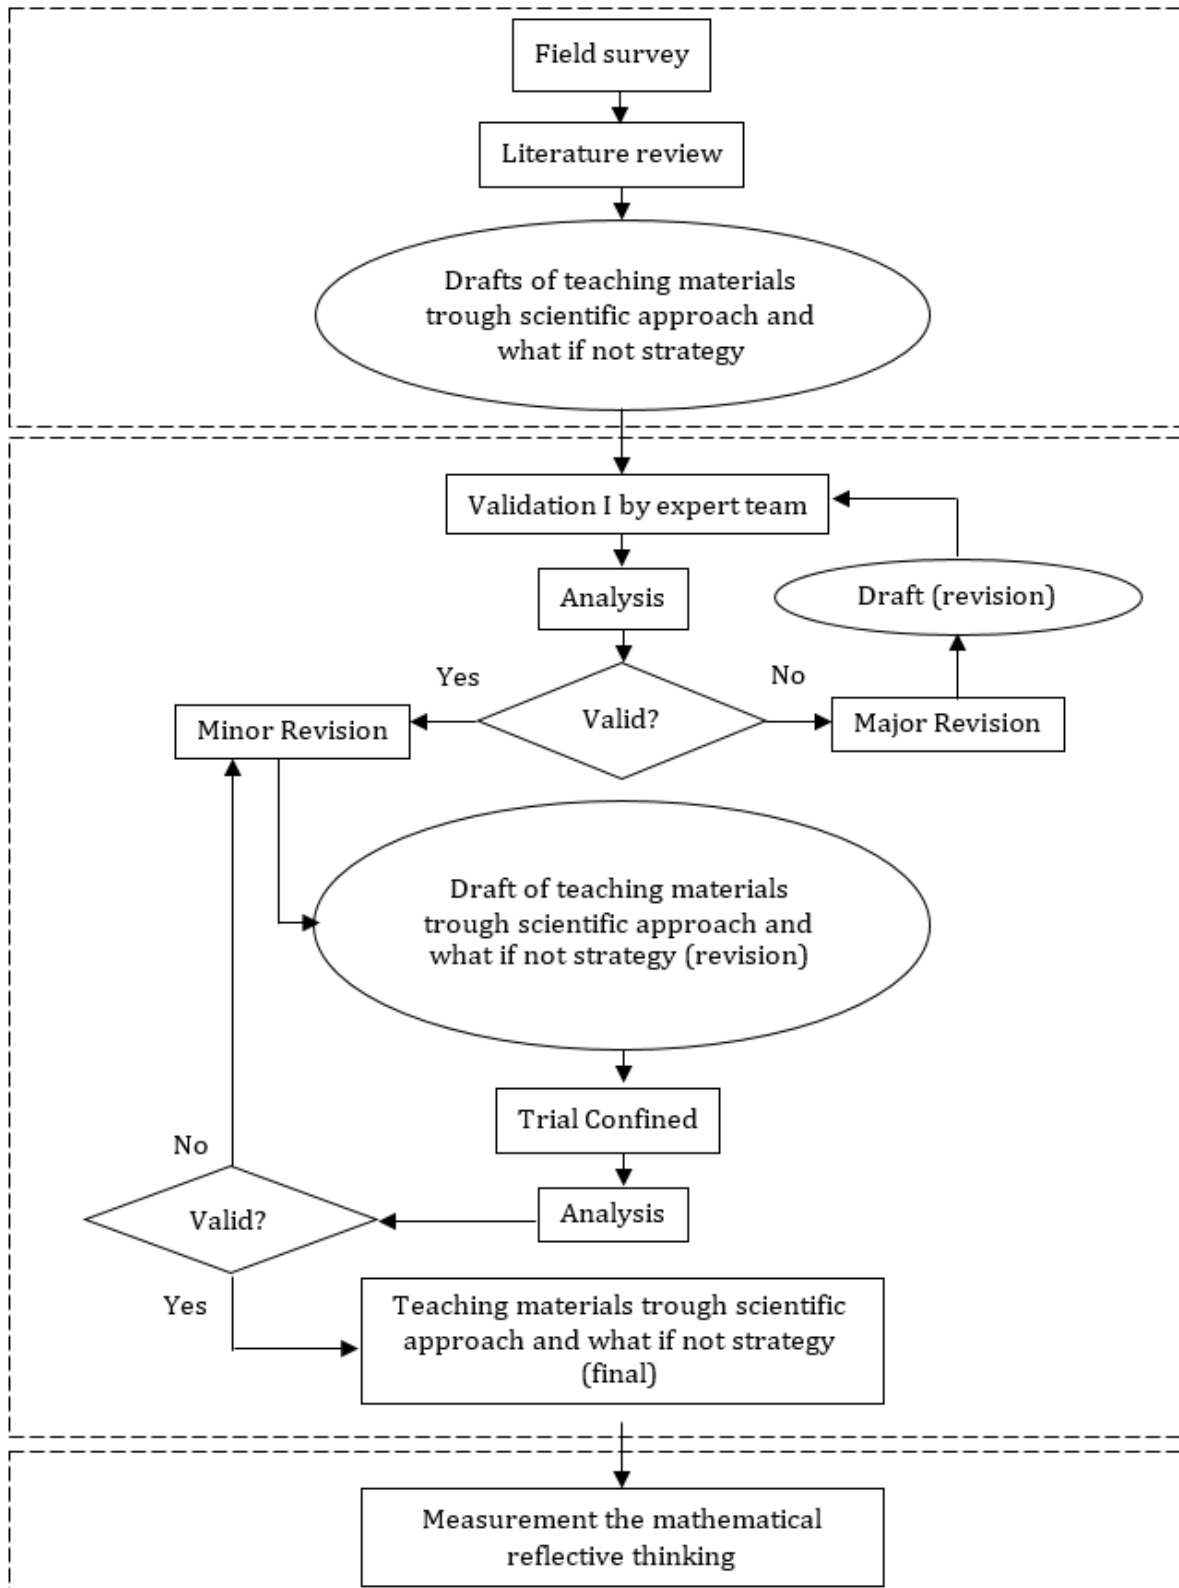 Field survey
Literature review
Drafts of teaching materials
trough scientific approach and
what if not strategy
Validation I by expert team
Analysis
Draft (revision)
Yes
No
Valid?
Minor Revision
Major Revision
Draft of teaching materials
trough scientific approach and
what if not strategy (revision)
Trial Confined
No
Analysis
Valid?
Yes
Teaching materials trough scientific
approach and what if not strategy
(final)
Measurement the mathematical
reflective thinking